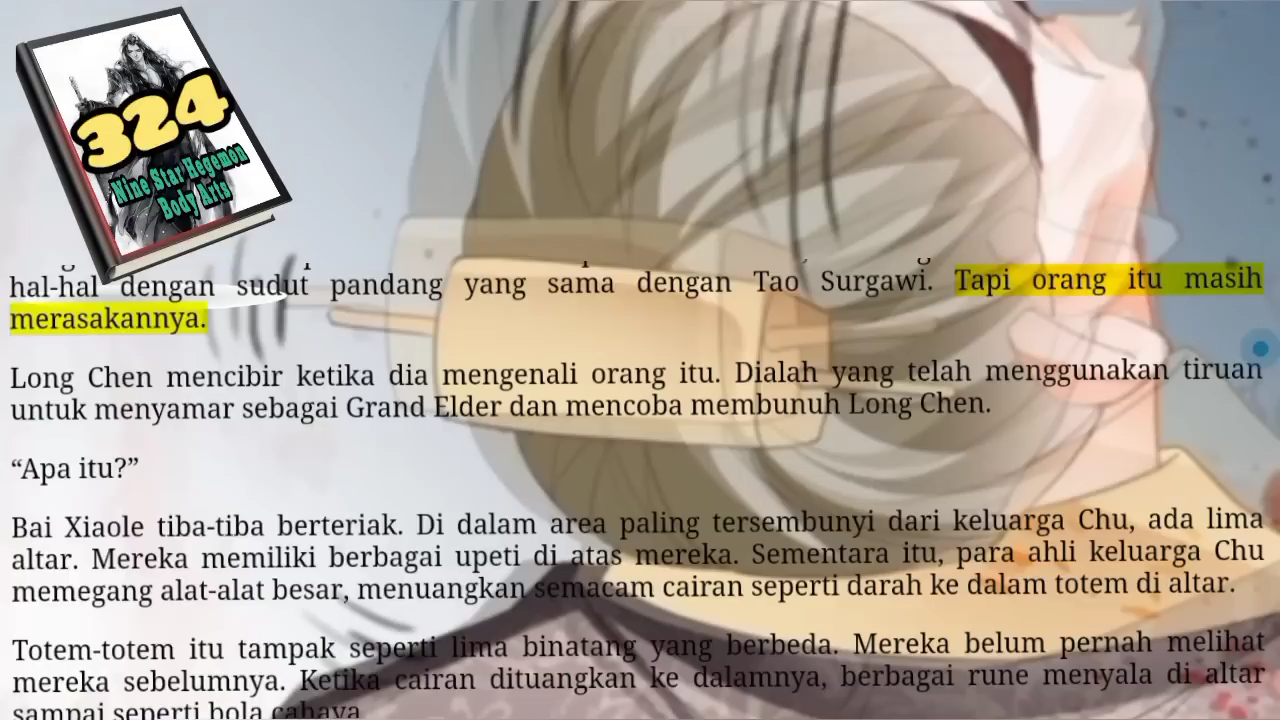 324
Nine Star Hegemon
Body Arts
hal-hal dengan sudut pandang yang sama dengan Tao Surgawi. Tapi orang itu masih
merasakannya.
Long Chen mencibir ketika dia mengenali orang itu. Dialah yang telah menggunakan tiruan
untuk menyamar sebagai Grand Elder dan mencoba membunuh Long Chen.
“Apa itu?”
Bai Xiaole tiba-tiba berteriak. Di dalam area paling tersembunyi dari keluarga Chu, ada lima
altar. Mereka memiliki berbagai upeti di atas mereka. Sementara itu, para ahli keluarga Chu
memegang alat-alat besar, menuangkan semacam cairan seperti darah ke dalam totem di altar.
Totem-totem itu tampak seperti lima binatang yang berbeda. Mereka belum pernah melihat
mereka sebelumnya. Ketika cairan dituangkan ke dalamnya, berbagai rune menyala di altar
sampai seperti bola cahaya